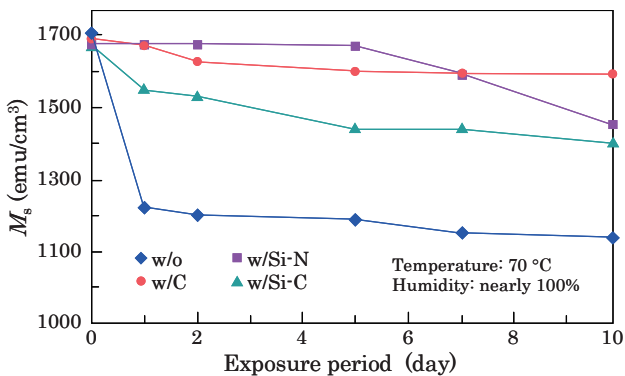 1700
1500
1300
1100
1000
Ms (emu/cm³)
w/o
w/Si-N
w/C
w/Si-C
Temperature: 70 °C
Humidity: nearly 100%
0 2 4 6 8 10
Exposure period (day)